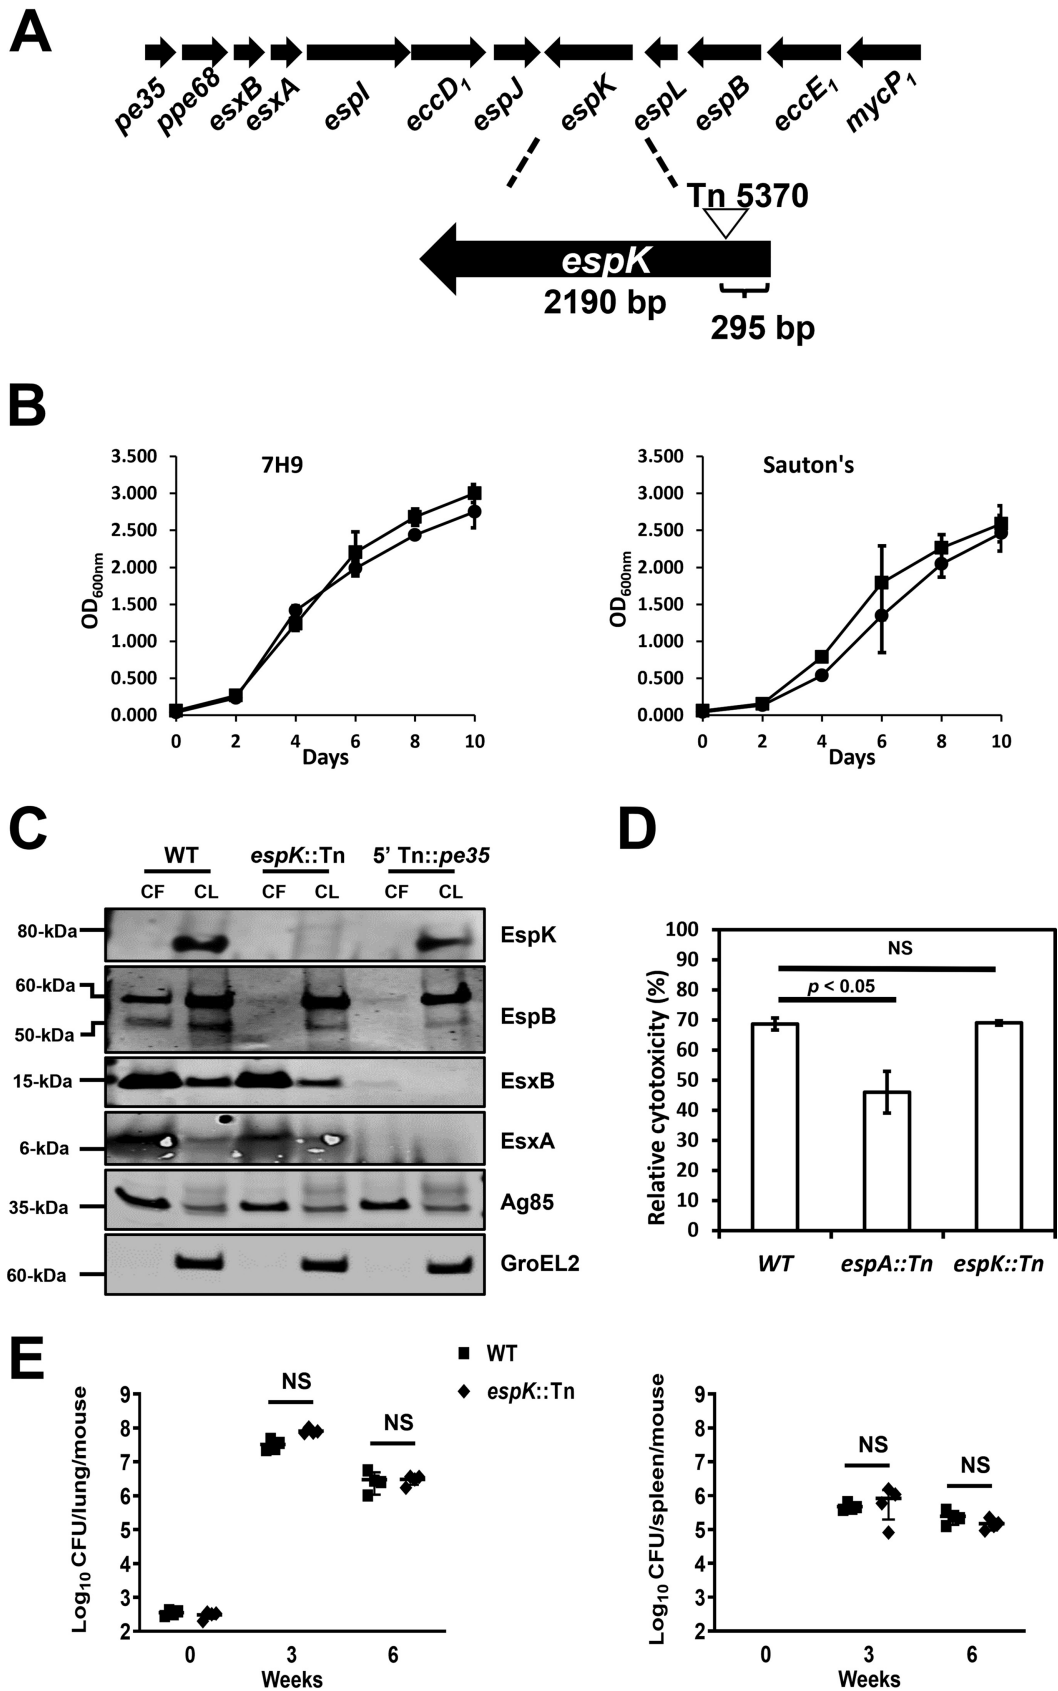 A
pe35 ppe68 esxB esxA espI eccD1 espJ espK espL espB eccE1 mycP1
Tn 5370
espK
2190 bp
295 bp
B
7H9
OD600nm
3.500
3.000
2.500
2.000
1.500
1.000
0.500
0.000
0 2 4 6 8 10
Days
Sauton's
OD600nm
3.500
3.000
2.500
2.000
1.500
1.000
0.500
0.000
0 2 4 6 8 10
Days
C
WT espK::Tn 5’ Tn::pe35
CF CL CF CL CF CL
80-kDa EspK
60-kDa
EspB
50-kDa
15-kDa EsxB
6-kDa EsxA
35-kDa Ag85
60-kDa GroEL2
D
Relative cytotoxicity (%)
100
90
80
70
60
50
40
30
20
10
0
NS
p < 0.05
WT espA::Tn espK::Tn
E
WT
espK::Tn
Log10 CFU/lung/mouse
9
8
7
6
5
4
3
2
NS
NS
0 3 6
Weeks
Log10 CFU/spleen/mouse
9
8
7
6
5
4
3
2
NS
NS
0 3 6
Weeks